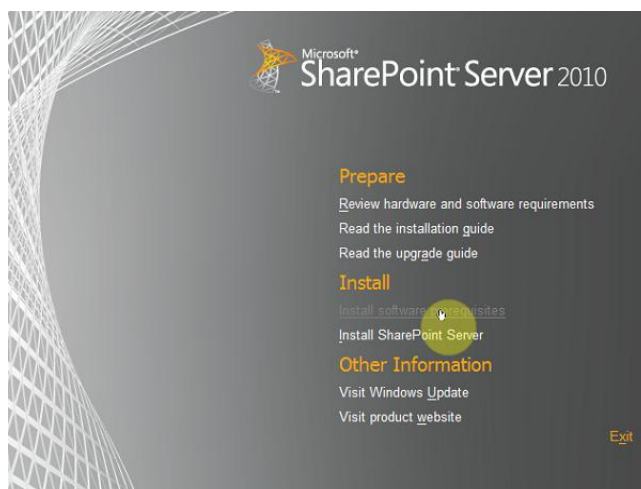 Microsoft®
SharePoint® Server 2010
Prepare
Review hardware and software requirements
Read the installation guide
Read the upgrade guide
Install
Install software prerequisites
Install SharePoint Server
Other Information
Visit Windows Update
Visit product website
Exit